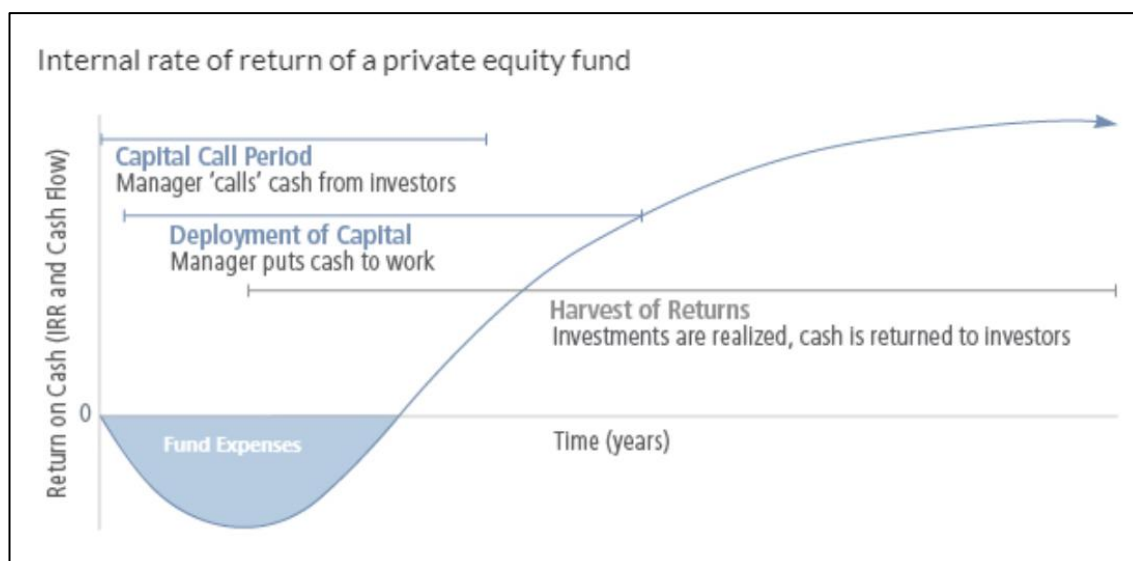 Internal rate of return of a private equity fund
Return on Cash (IRR and Cash Flow)
Capital Call Period
Manager 'calls' cash from investors
Deployment of Capital
Manager puts cash to work
Harvest of Returns
Investments are realized, cash is returned to investors
0
Fund Expenses
Time (years)